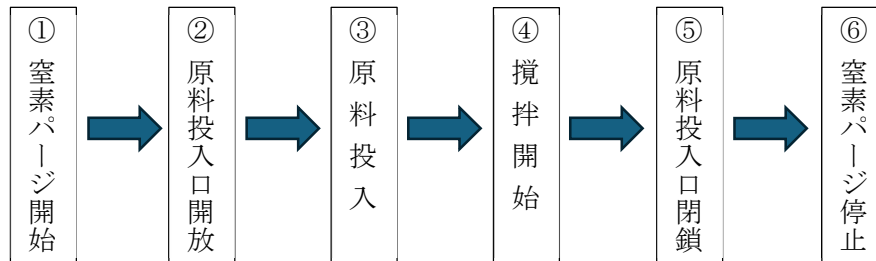 ①窒素パージ開始
②原料投入口開放
③原料投入
④撹拌開始
⑤原料投入口閉鎖
⑥窒素パージ停止